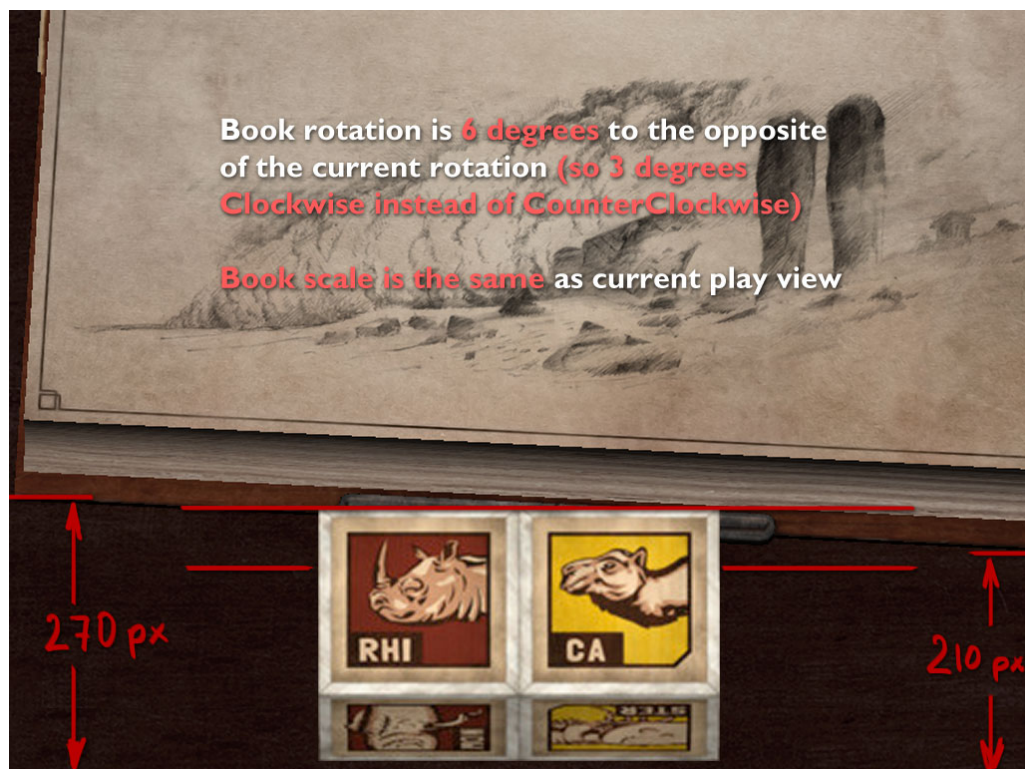 Book rotation is 6 degrees to the opposite
of the current rotation (so 3 degrees
Clockwise instead of CounterClockwise)
Book scale is the same as current play view
270 px
210 px
RHI
CA
STER